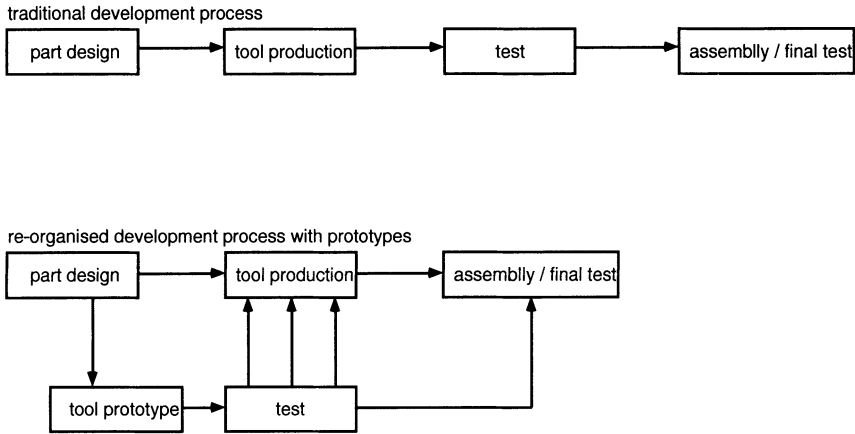 traditional development process
part design
tool production
test
assemblly / final test
re-organised development process with prototypes
part design
tool production
assemblly / final test
tool prototype
test